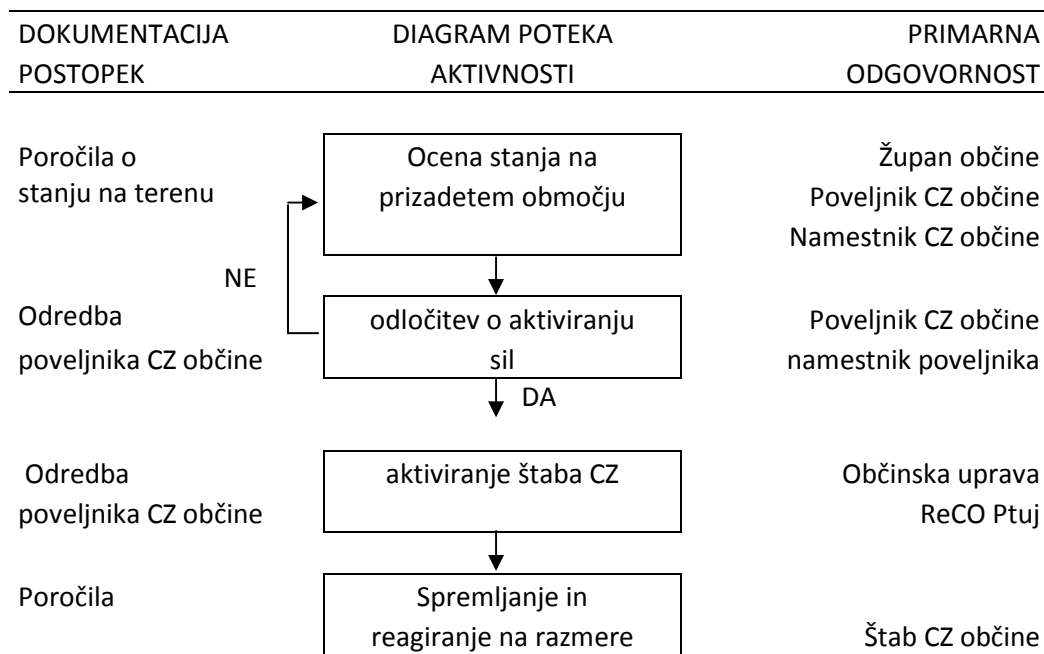 DOKUMENTACIJA DIAGRAM POTEKA PRIMARNA
POSTOPEK AKTIVNOSTI ODGOVORNOST
Poročila o Ocena stanja na Župan občine
stanju na terenu prizadetem območju Poveljnik CZ občine
Namestnik CZ občine
NE
Odredba odločitev o aktiviranju Poveljnik CZ občine
poveljnika CZ občine sil namestnik poveljnika
DA
Odredba aktiviranje štaba CZ Občinska uprava
poveljnika CZ občine ReCO Ptuj
Poročila Spremljanje in
reagiranje na razmere Štab CZ občine